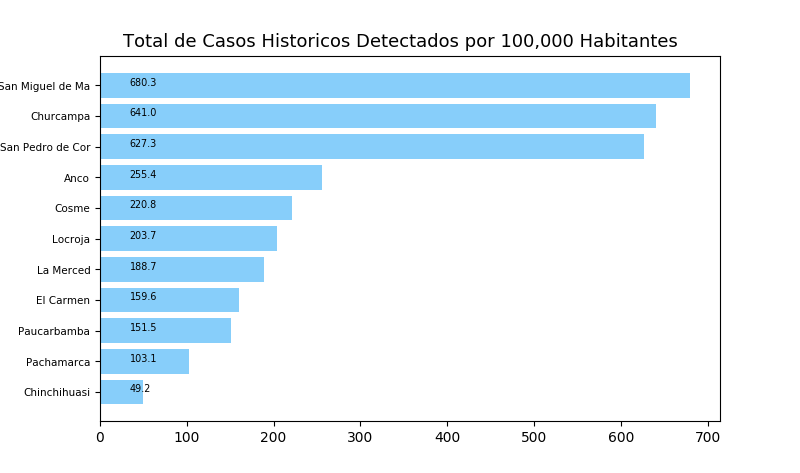 Total de Casos Historicos Detectados por 100,000 Habitantes
San Miguel de Ma 680.3
Churcampa 641.0
San Pedro de Cor 627.3
Anco 255.4
Cosme 220.8
Locroja 203.7
La Merced 188.7
El Carmen 159.6
Paucarbamba 151.5
Pachamarca 103.1
Chinchihuasi 49.2
0 100 200 300 400 500 600 700